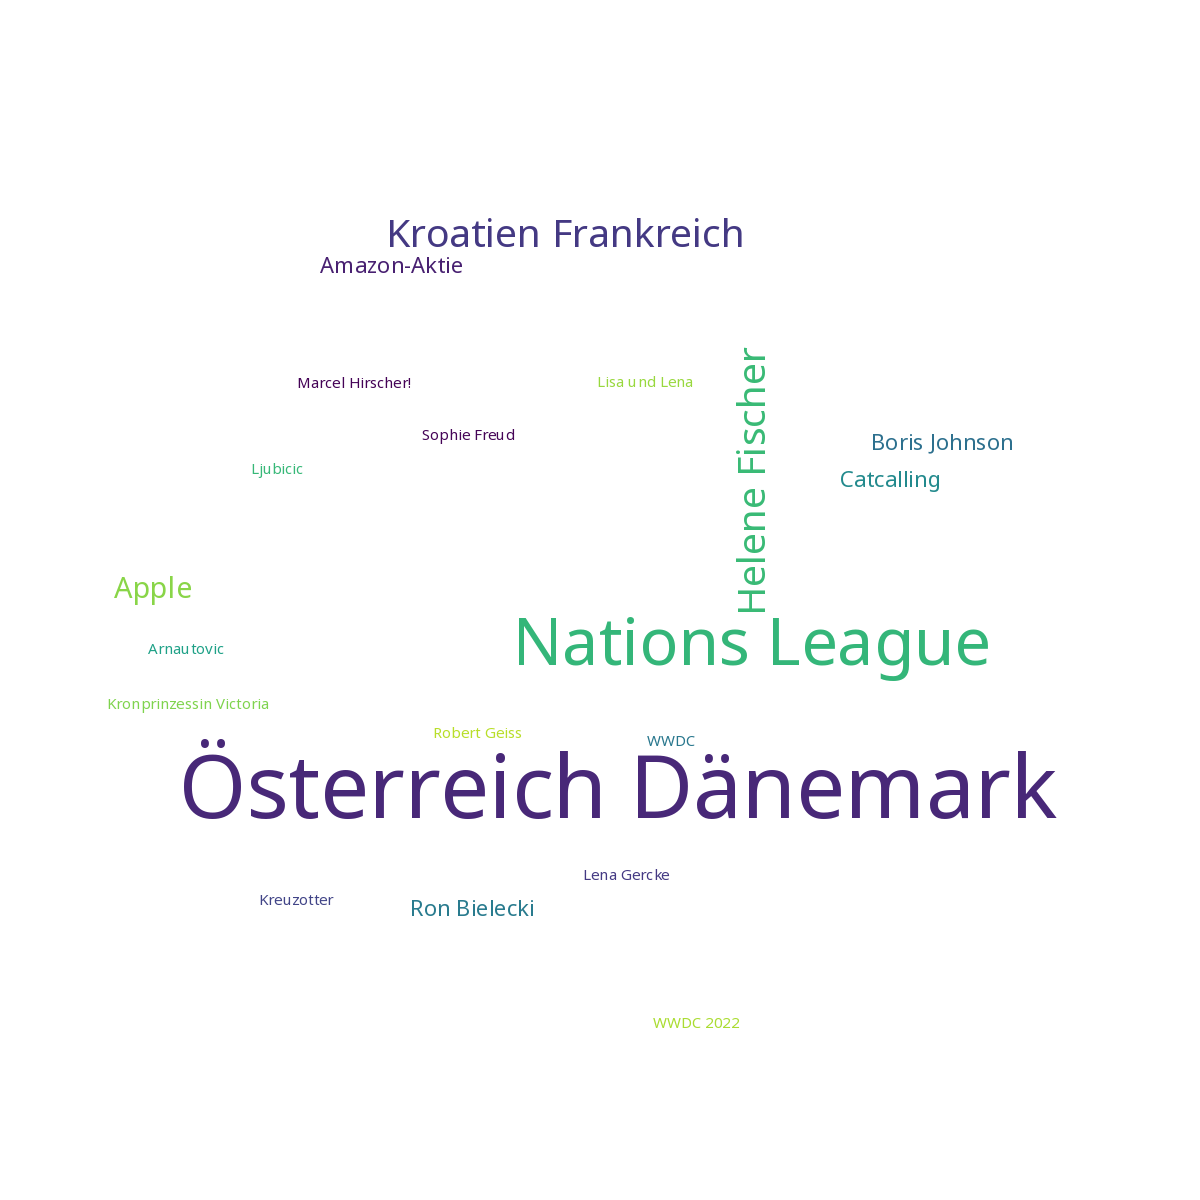 Kroatien Frankreich
Amazon-Aktie
Marcel Hirscher!
Lisa und Lena
Helene Fischer
Sophie Freud
Boris Johnson
Ljubicic
Catcalling
Apple
Nations League
Arnautovic
Kronprinzessin Victoria
Robert Geiss
WWDC
Österreich Dänemark
Lena Gercke
Kreuzotter
Ron Bielecki
WWDC 2022